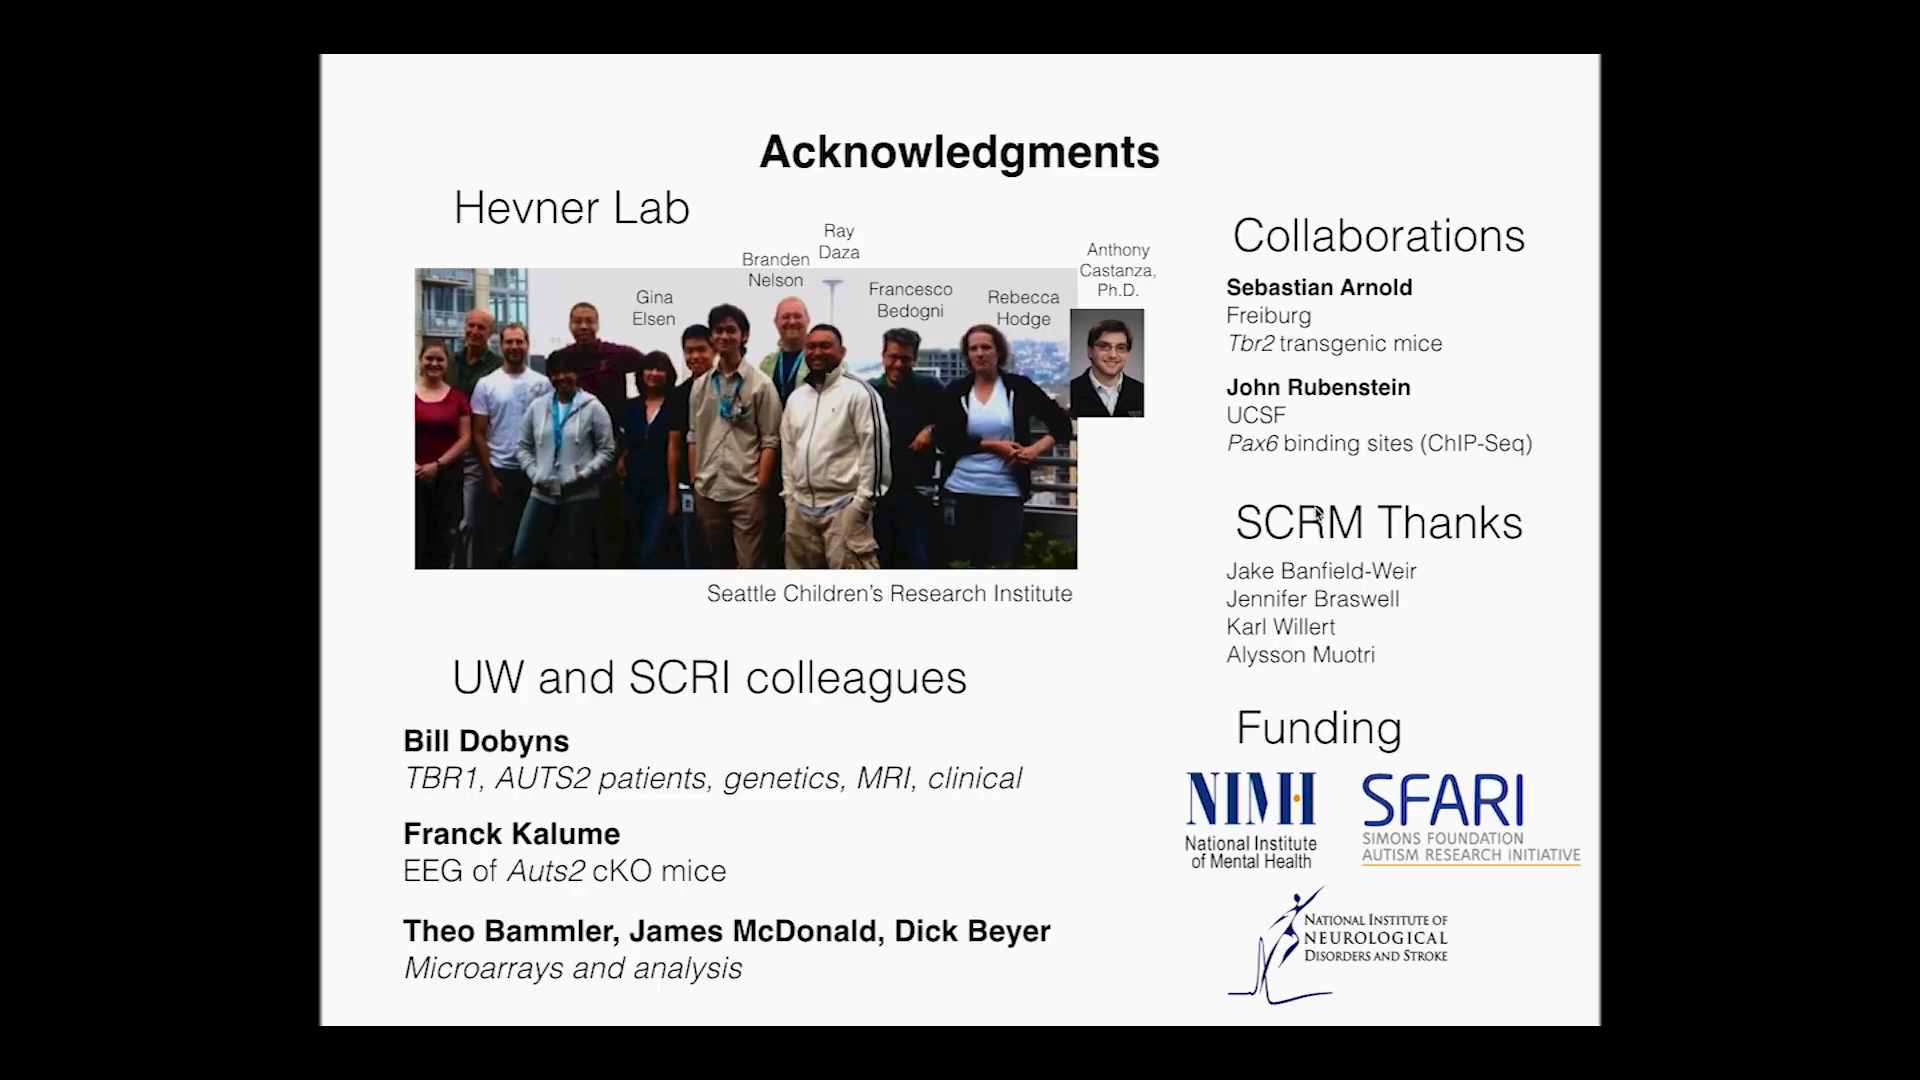 Acknowledgments
Hevner Lab
Ray
Daza
Branden
Nelson
Gina
Elsen
Francesco
Bedogni
Rebecca
Hodge
Anthony
Castanza,
Ph.D.
Seattle Children’s Research Institute
UW and SCRI colleagues
Bill Dobyns
TBR1, AUTS2 patients, genetics, MRI, clinical
Franck Kalume
EEG of Auts2 cKO mice
Theo Bammler, James McDonald, Dick Beyer
Microarrays and analysis
Collaborations
Sebastian Arnold
Freiburg
Tbr2 transgenic mice
John Rubenstein
UCSF
Pax6 binding sites (ChIP-Seq)
SCRM Thanks
Jake Banfield-Weir
Jennifer Braswell
Karl Willert
Alysson Muotri
Funding
NIMH
National Institute
of Mental Health
SFARI
SIMONS FOUNDATION
AUTISM RESEARCH INITIATIVE
NATIONAL INSTITUTE OF
NEUROLOGICAL
DISORDERS AND STROKE